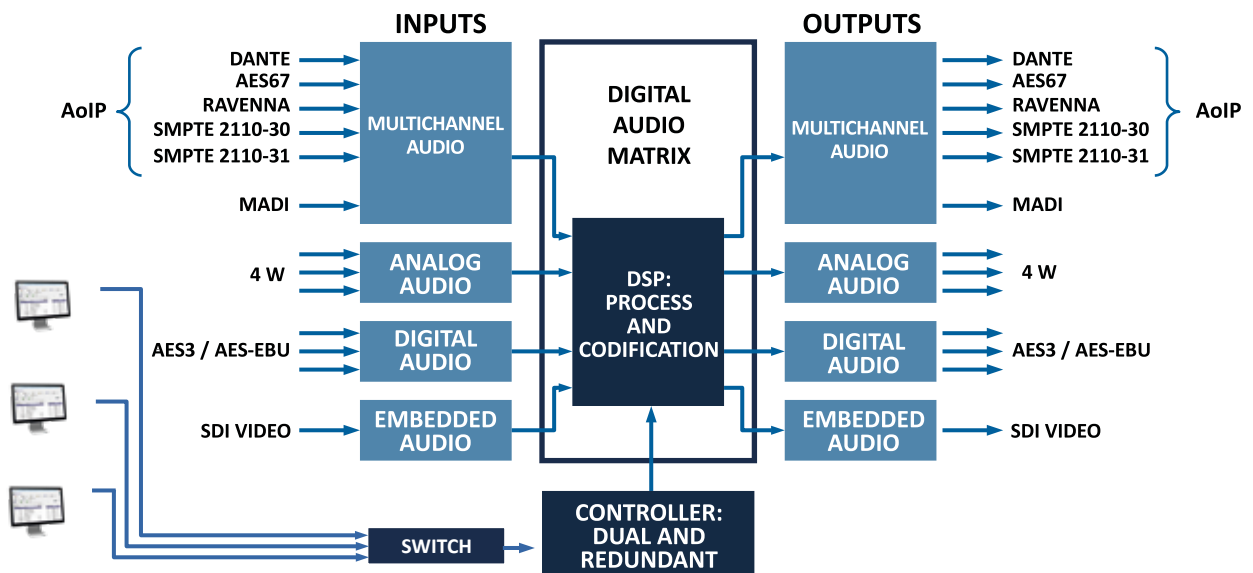 INPUTS
OUTPUTS
AoIP
DANTE
AES67
RAVENNA
SMPTE 2110-30
SMPTE 2110-31
MADI
4 W
AES3 / AES-EBU
SDI VIDEO
MULTICHANNEL
AUDIO
ANALOG
AUDIO
DIGITAL
AUDIO
EMBEDDED
AUDIO
DIGITAL
AUDIO
MATRIX
DSP:
PROCESS
AND
CODIFICATION
MULTICHANNEL
AUDIO
ANALOG
AUDIO
DIGITAL
AUDIO
EMBEDDED
AUDIO
DANTE
AES67
RAVENNA
SMPTE 2110-30
SMPTE 2110-31
AoIP
MADI
4 W
AES3 / AES-EBU
SDI VIDEO
SWITCH
CONTROLLER:
DUAL AND
REDUNDANT